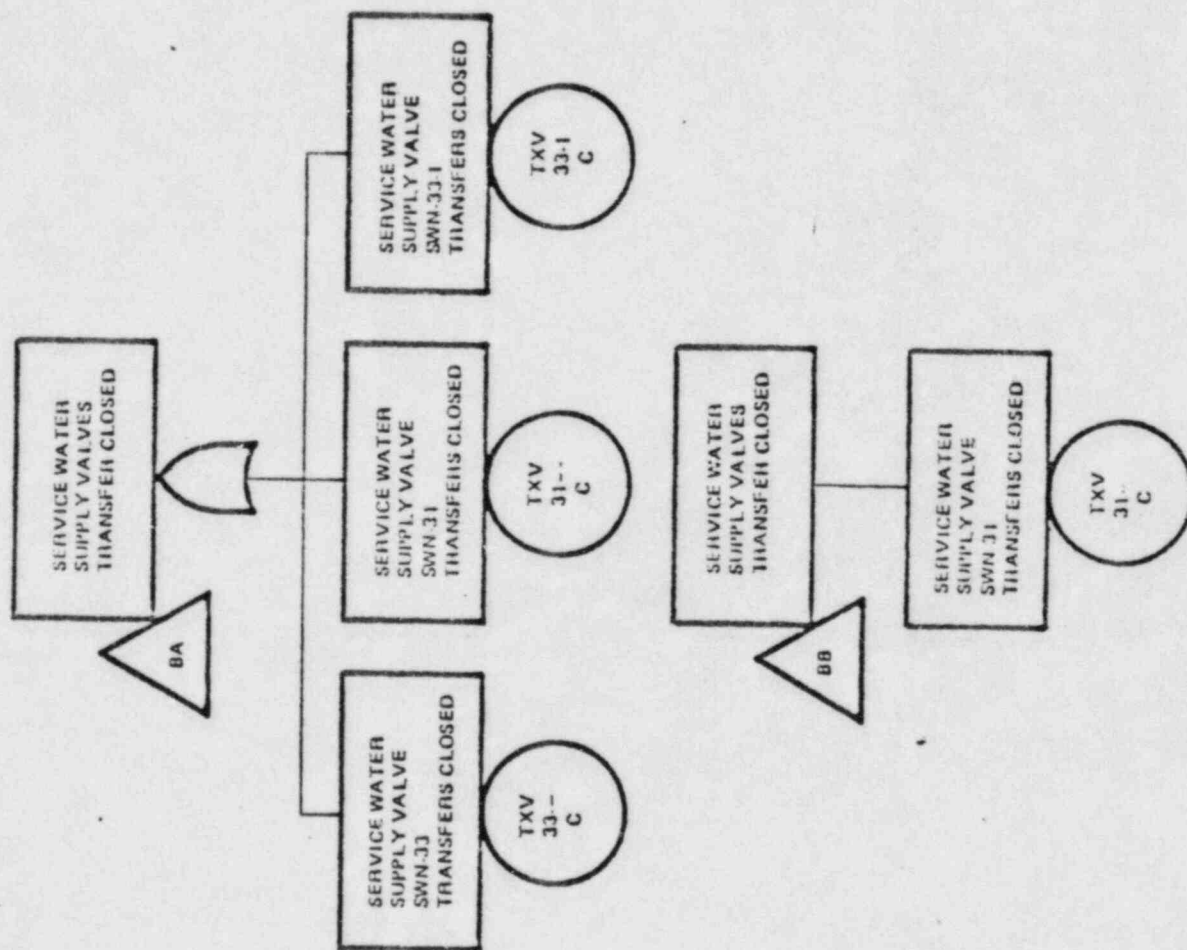 SERVICE WATER
SUPPLY VALVES
TRANSFER CLOSED
BA
SERVICE WATER
SUPPLY VALVE
SWN-33
TRANSFERS CLOSED
TXV
33--
C
SERVICE WATER
SUPPLY VALVE
SWN-31
TRANSFERS CLOSED
TXV
31--
C
SERVICE WATER
SUPPLY VALVE
SWN-33-1
TRANSFERS CLOSED
TXV
33-1
C
SERVICE WATER
SUPPLY VALVES
TRANSFER CLOSED
BB
SERVICE WATER
SUPPLY VALVE
SWN 31
TRANSFERS CLOSED
TXV
31--
C